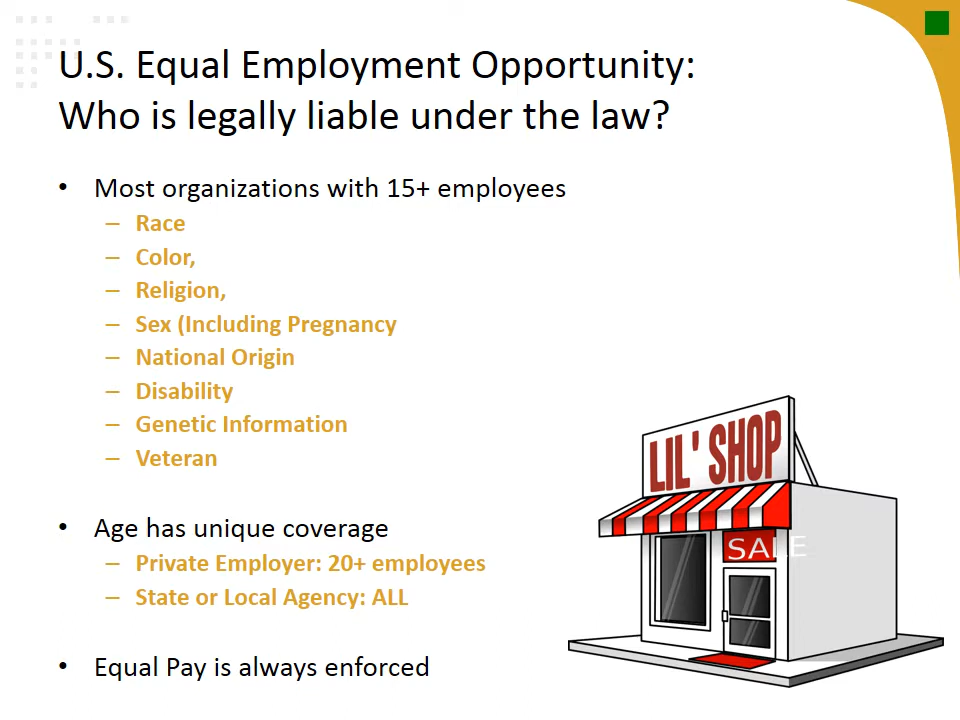 U.S. Equal Employment Opportunity:
Who is legally liable under the law?
• Most organizations with 15+ employees
– Race
– Color,
– Religion,
– Sex (Including Pregnancy
– National Origin
– Disability
– Genetic Information
– Veteran
• Age has unique coverage
– Private Employer: 20+ employees
– State or Local Agency: ALL
• Equal Pay is always enforced
LIL' SHOP
SALE